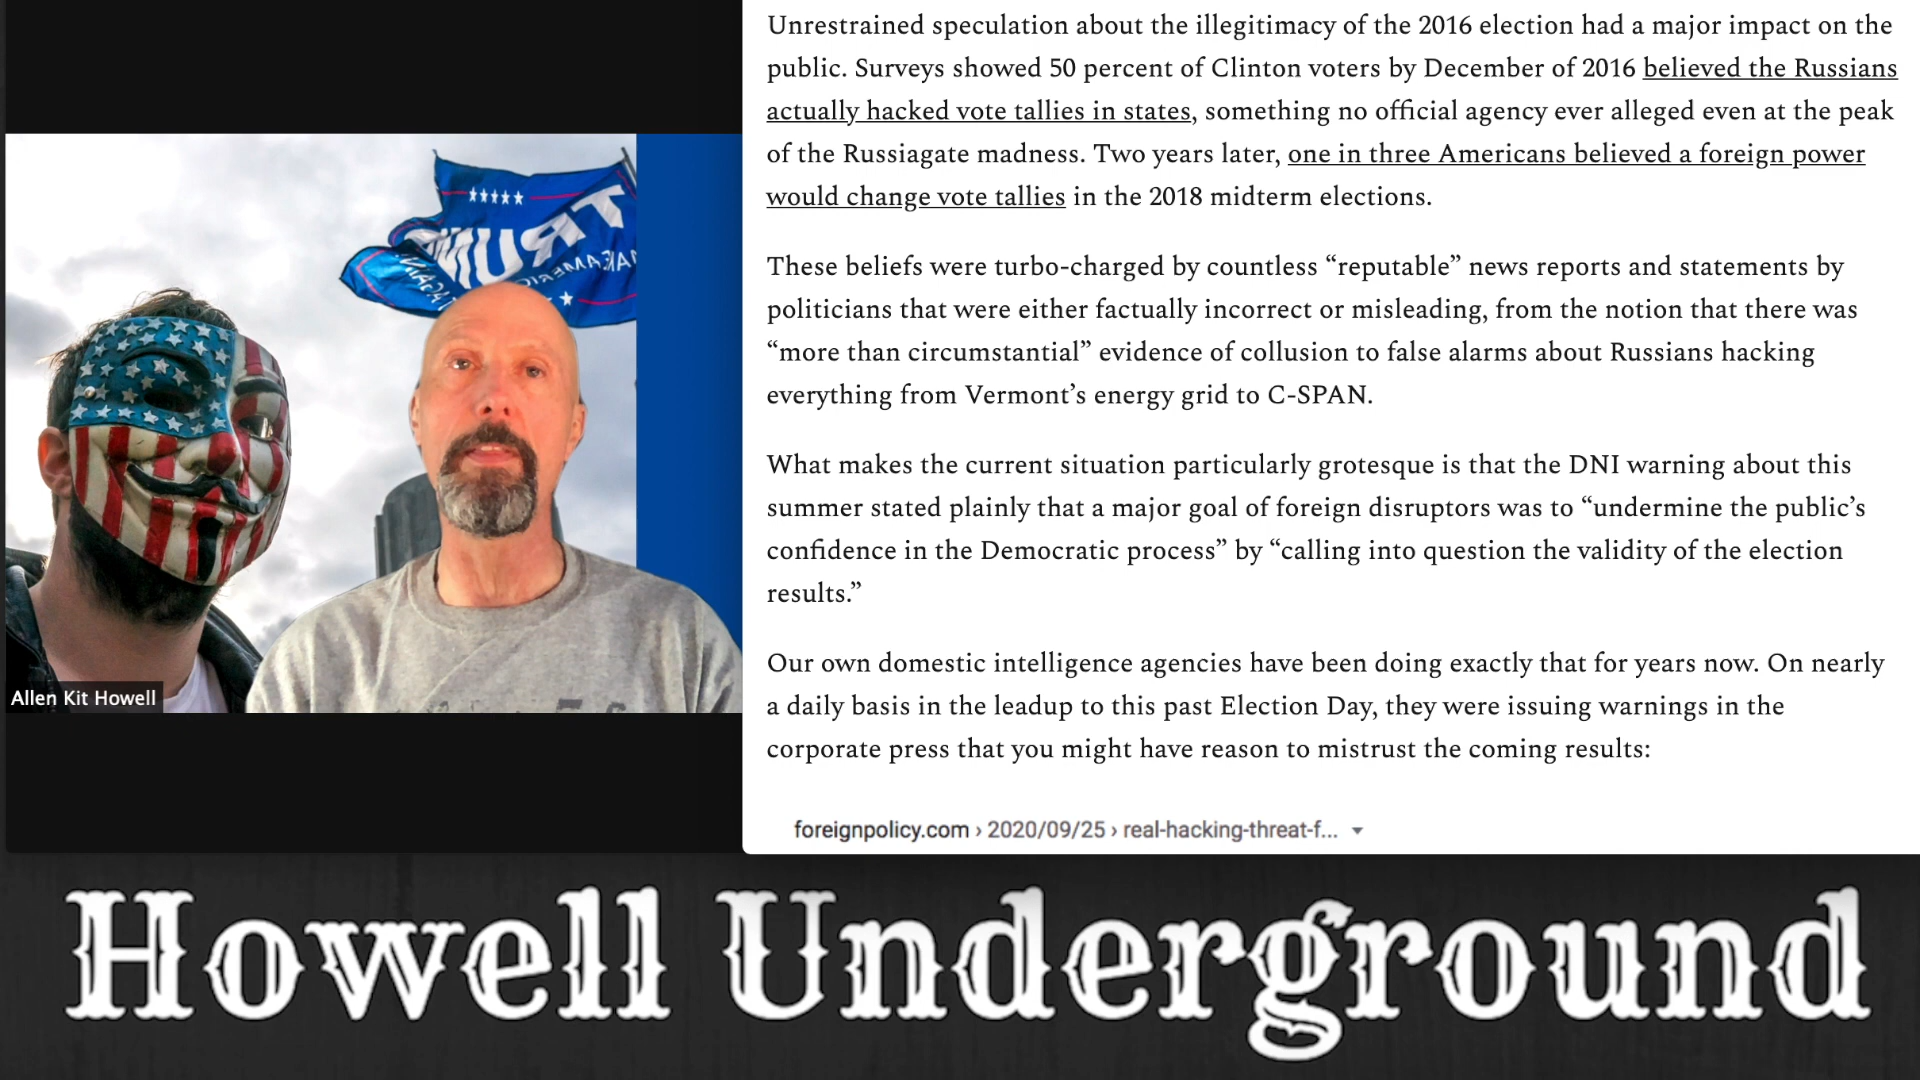 Unrestrained speculation about the illegitimacy of the 2016 election had a major impact on the
public. Surveys showed 50 percent of Clinton voters by December of 2016 believed the Russians
actually hacked vote tallies in states, something no official agency ever alleged even at the peak
of the Russiagate madness. Two years later, one in three Americans believed a foreign power
would change vote tallies in the 2018 midterm elections.
These beliefs were turbo-charged by countless “reputable” news reports and statements by
politicians that were either factually incorrect or misleading, from the notion that there was
“more than circumstantial” evidence of collusion to false alarms about Russians hacking
everything from Vermont’s energy grid to C-SPAN.
What makes the current situation particularly grotesque is that the DNI warning about this
summer stated plainly that a major goal of foreign disruptors was to “undermine the public’s
confidence in the Democratic process” by “calling into question the validity of the election
results.”
Our own domestic intelligence agencies have been doing exactly that for years now. On nearly
a daily basis in the leadup to this past Election Day, they were issuing warnings in the
corporate press that you might have reason to mistrust the coming results:
foreignpolicy.com › 2020/09/25 › real-hacking-threat-f...
TRUMP
Allen Kit Howell
Howell Underground